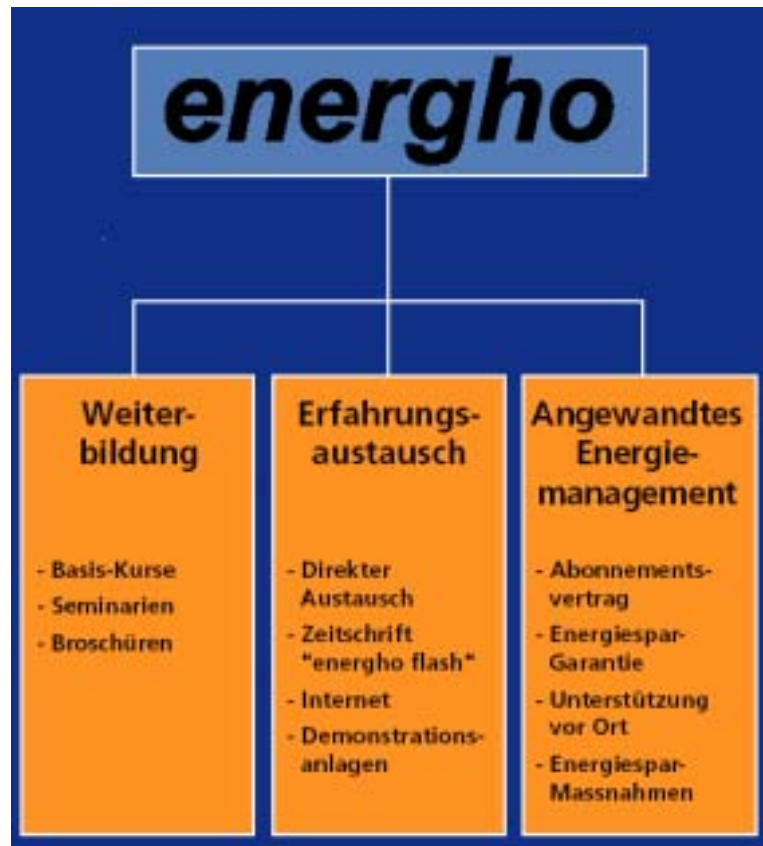 energho
Weiter-
bildung
- Basis-Kurse
- Seminarien
- Broschüren
Erfahrungs-
austausch
- Direkter
Austausch
- Zeitschrift
"energho flash"
- Internet
- Demonstrations-
anlagen
Angewandtes
Energie-
management
- Abonnements-
vertrag
- Energiespar-
Garantie
- Unterstützung
vor Ort
- Energiespar-
Massnahmen